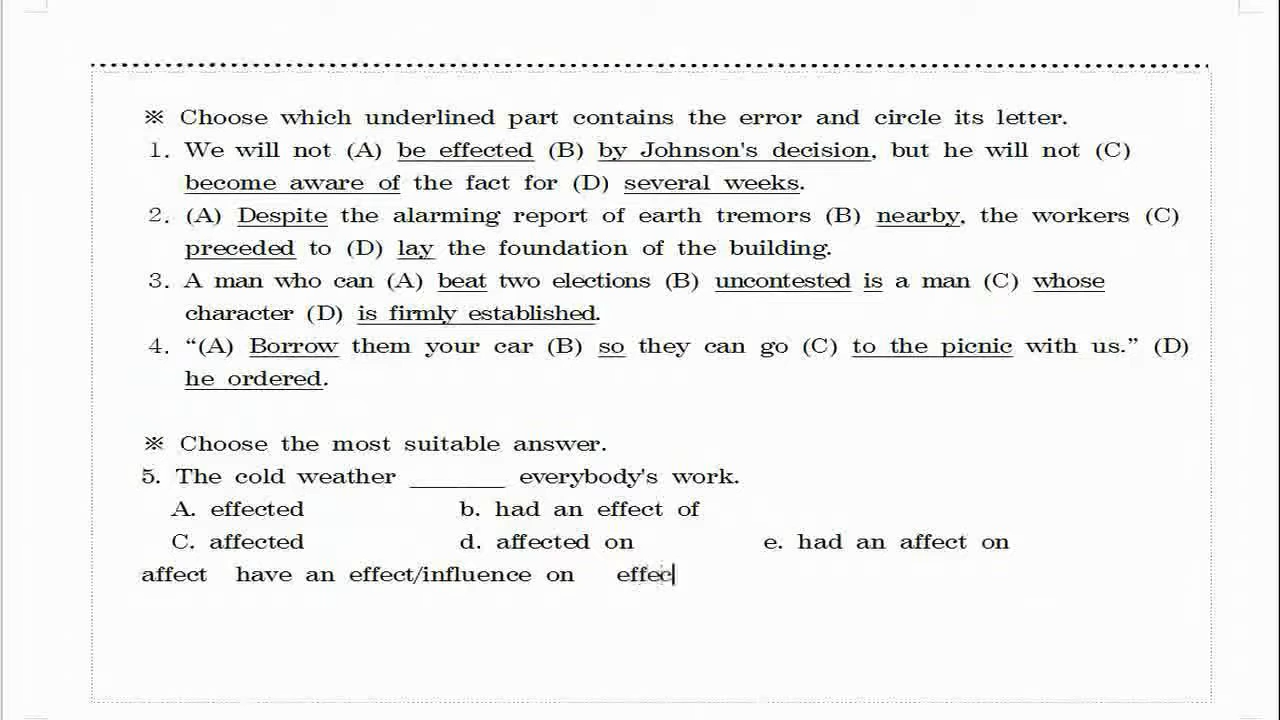 ※ Choose which underlined part contains the error and circle its letter.
1. We will not (A) be effected (B) by Johnson's decision, but he will not (C)
become aware of the fact for (D) several weeks.
2. (A) Despite the alarming report of earth tremors (B) nearby, the workers (C)
preceded to (D) lay the foundation of the building.
3. A man who can (A) beat two elections (B) uncontested is a man (C) whose
character (D) is firmly established.
4. “(A) Borrow them your car (B) so they can go (C) to the picnic with us.” (D)
he ordered.
※ Choose the most suitable answer.
5. The cold weather _______ everybody's work.
A. effected b. had an effect of
C. affected d. affected on e. had an affect on
affect have an effect/influence on effec